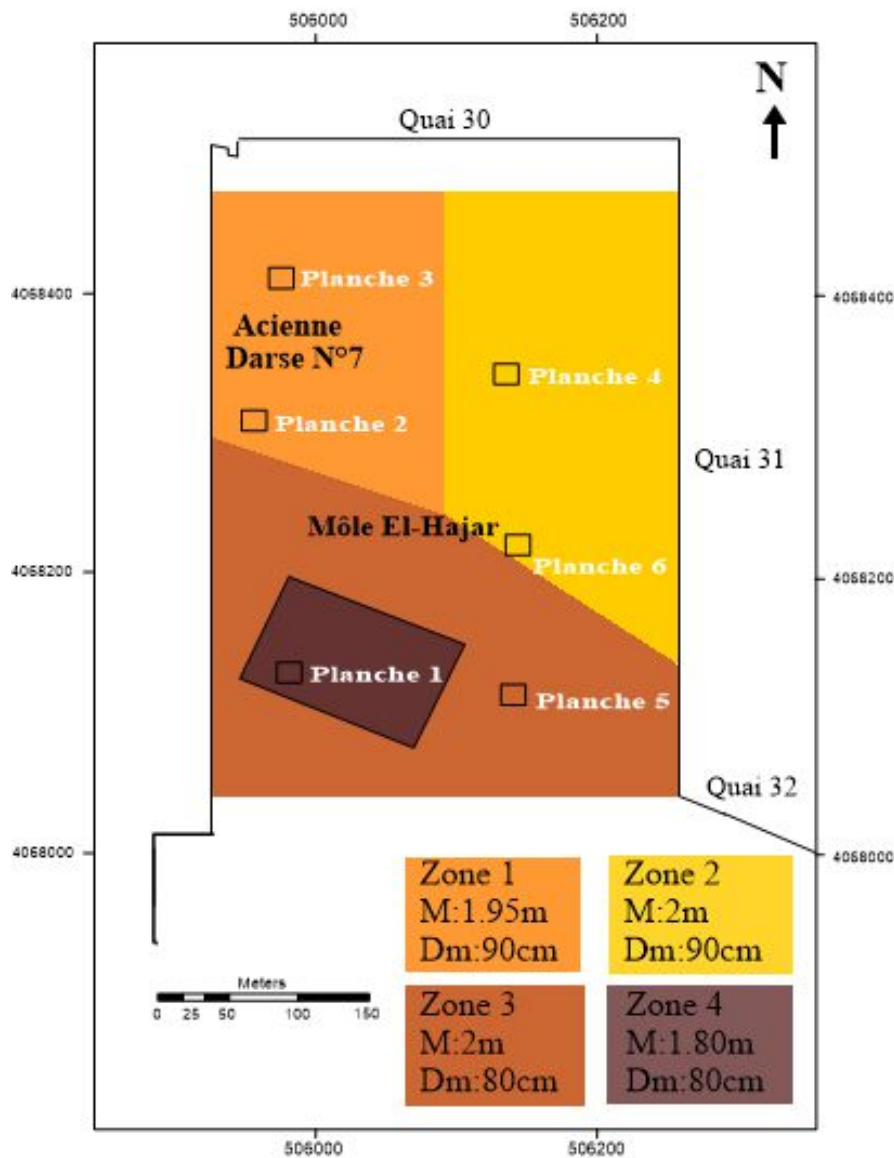 506000
506200
N
Quai 30
Planche 3
4068400
4068400
Acienne
Darse N°7
Planche 4
Planche 2
Quai 31
Môle El-Hajar
Planche 6
4068200
4068200
Planche 1
Planche 5
Quai 32
4068000
4068000
Zone 1
M:1.95m
Dm:90cm
Zone 2
M:2m
Dm:90cm
Meters
0 25 50 100 150
Zone 3
M:2m
Dm:80cm
Zone 4
M:1.80m
Dm:80cm
506000
506200